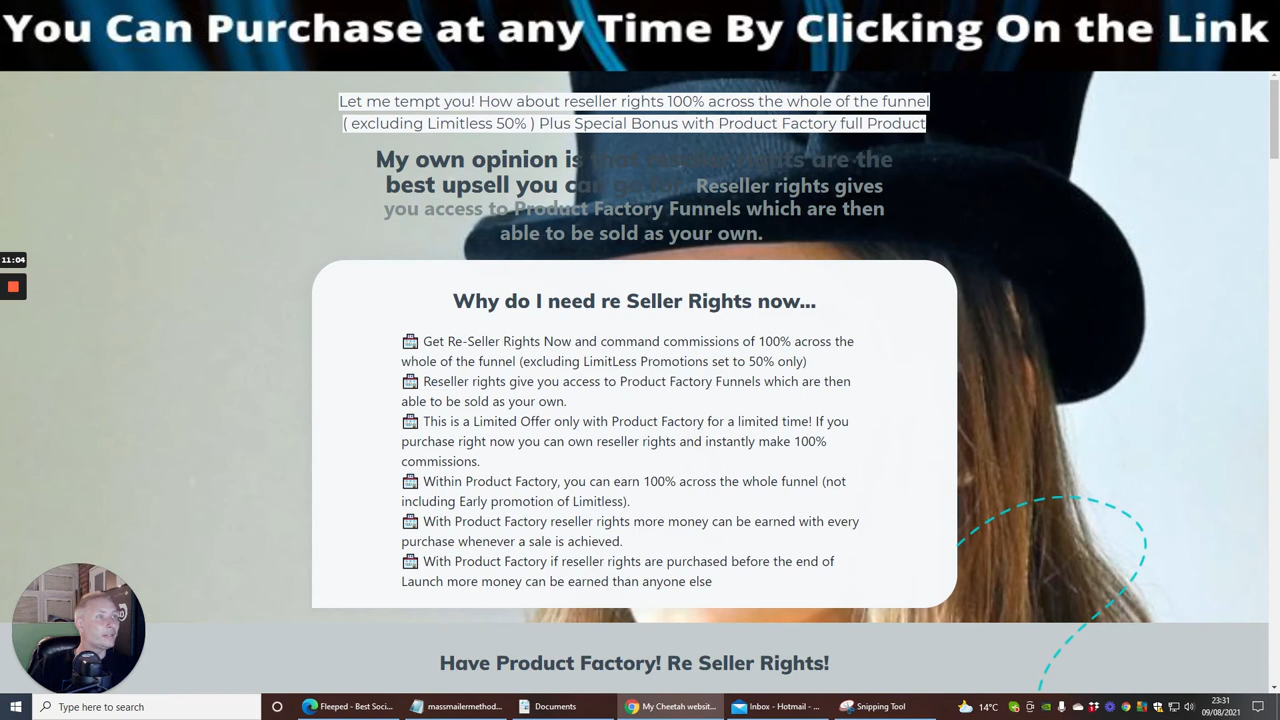 You Can Purchase at any Time By Clicking On the Link
Let me tempt you! How about reseller rights 100% across the whole of the funnel
( excluding Limitless 50% ) Plus Special Bonus with Product Factory full Product
My own opinion is that reseller rights are the
best upsell you can go for. Reseller rights gives
you access to Product Factory Funnels which are then
able to be sold as your own.
11:04
Why do I need re Seller Rights now...
Get Re-Seller Rights Now and command commissions of 100% across the
whole of the funnel (excluding LimitLess Promotions set to 50% only)
Reseller rights give you access to Product Factory Funnels which are then
able to be sold as your own.
This is a Limited Offer only with Product Factory for a limited time! If you
purchase right now you can own reseller rights and instantly make 100%
commissions.
Within Product Factory, you can earn 100% across the whole funnel (not
including Early promotion of Limitless).
With Product Factory reseller rights more money can be earned with every
purchase whenever a sale is achieved.
With Product Factory if reseller rights are purchased before the end of
Launch more money can be earned than anyone else
Have Product Factory! Re Seller Rights!
Type here to search
Fleeped - Best Soci...
massmailermethod...
Documents
My Cheetah websit...
Inbox - Hotmail - ...
Snipping Tool
14°C
23:31
09/08/2021